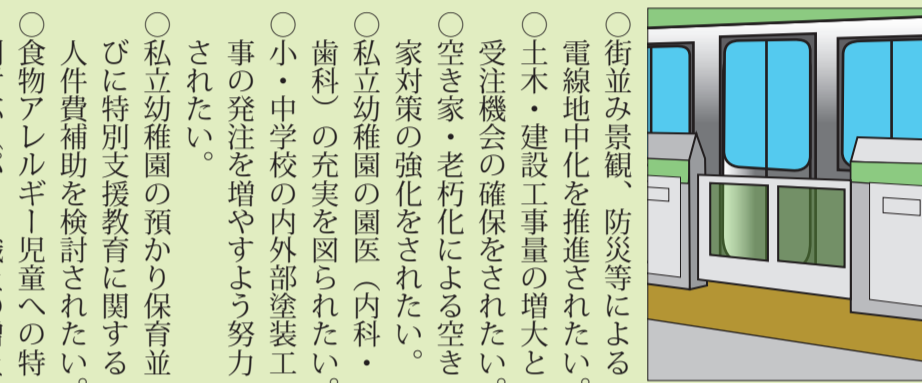 ○街並み景観、防災等による
電線地中化を推進されたい。
○土木・建設工事量の増大と
受注機会の確保をされたい。
○空き家・老朽化による空き
家対策の強化をされたい。
○私立幼稚園の園医（内科・
歯科）の充実を図られたい。
○小・中学校の内外部塗装工
事の発注を増やすよう努力
されたい。
○私立幼稚園の預かり保育並
びに特別支援教育に関する
人件費補助を検討されたい。
○食物アレルギー児童への特